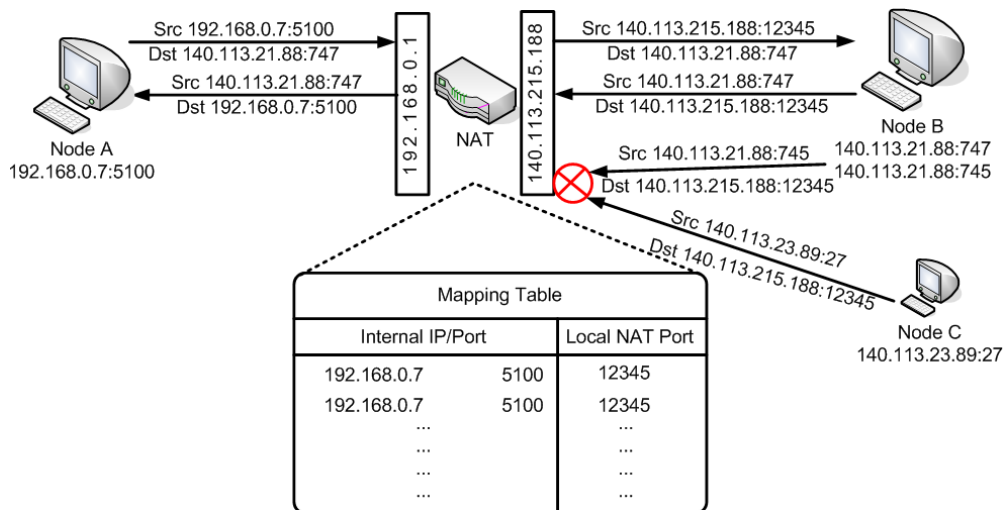 Src 192.168.0.7:5100
Dst 140.113.21.88:747
Src 140.113.21.88:747
Dst 192.168.0.7:5100
Node A
192.168.0.7:5100
192.168.0.1
NAT
140.113.215.188
Src 140.113.215.188:12345
Dst 140.113.21.88:747
Src 140.113.21.88:747
Dst 140.113.215.188:12345
Node B
140.113.21.88:747
140.113.21.88:745
Src 140.113.21.88:745
Dst 140.113.215.188:12345
Src 140.113.23.89:27
Dst 140.113.215.188:12345
Node C
140.113.23.89:27
Mapping Table
Internal IP/Port Local NAT Port
192.168.0.7 5100 12345
192.168.0.7 5100 12345
... ...
... ...
... ...
... ...